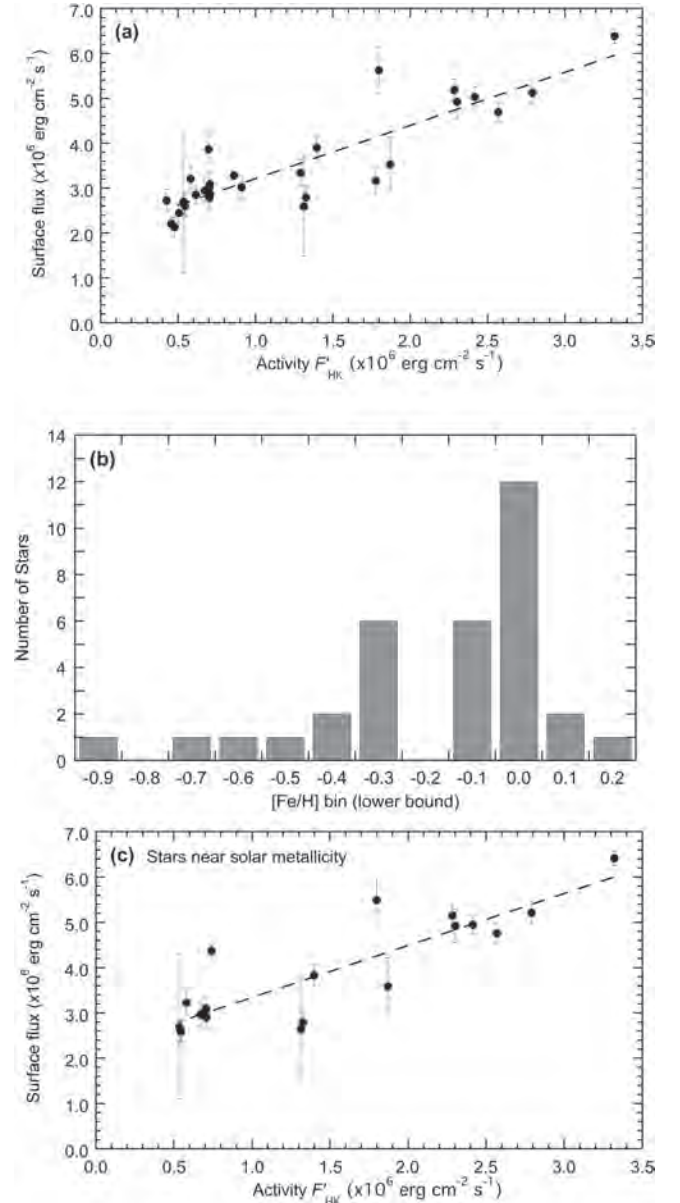 (a)
7.0
6.0
5.0
4.0
3.0
2.0
1.0
0.0
Surface flux (x10⁶ erg cm⁻² s⁻¹)
0.0 0.5 1.0 1.5 2.0 2.5 3.0 3.5
Activity F'HK (x10⁶ erg cm⁻² s⁻¹)
(b)
14
12
10
8
6
4
2
0
Number of Stars
-0.9 -0.8 -0.7 -0.6 -0.5 -0.4 -0.3 -0.2 -0.1 0.0 0.1 0.2
[Fe/H] bin (lower bound)
(c) Stars near solar metallicity
7.0
6.0
5.0
4.0
3.0
2.0
1.0
0.0
Surface flux (x10⁶ erg cm⁻² s⁻¹)
0.0 0.5 1.0 1.5 2.0 2.5 3.0 3.5
Activity F'HK (x10⁶ erg cm⁻² s⁻¹)